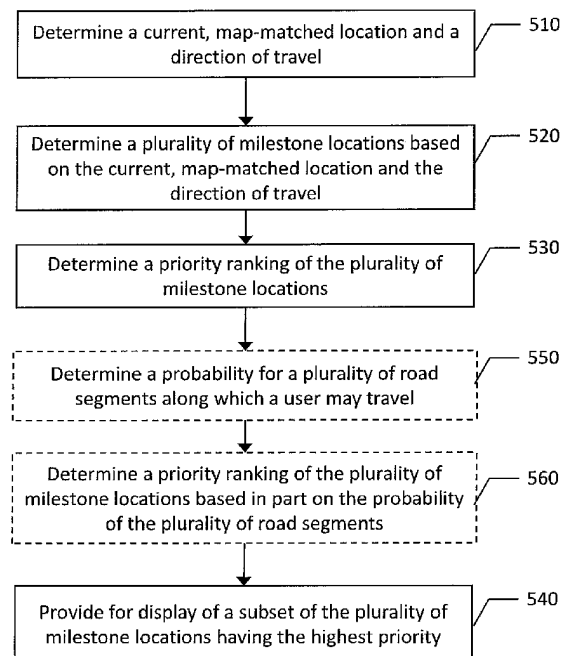 Determine a current, map-matched location and a
direction of travel
510
Determine a plurality of milestone locations based
on the current, map-matched location and the
direction of travel
520
Determine a priority ranking of the plurality of
milestone locations
530
Determine a probability for a plurality of road
segments along which a user may travel
550
Determine a priority ranking of the plurality of
milestone locations based in part on the probability
of the plurality of road segments
560
Provide for display of a subset of the plurality of
milestone locations having the highest priority
540